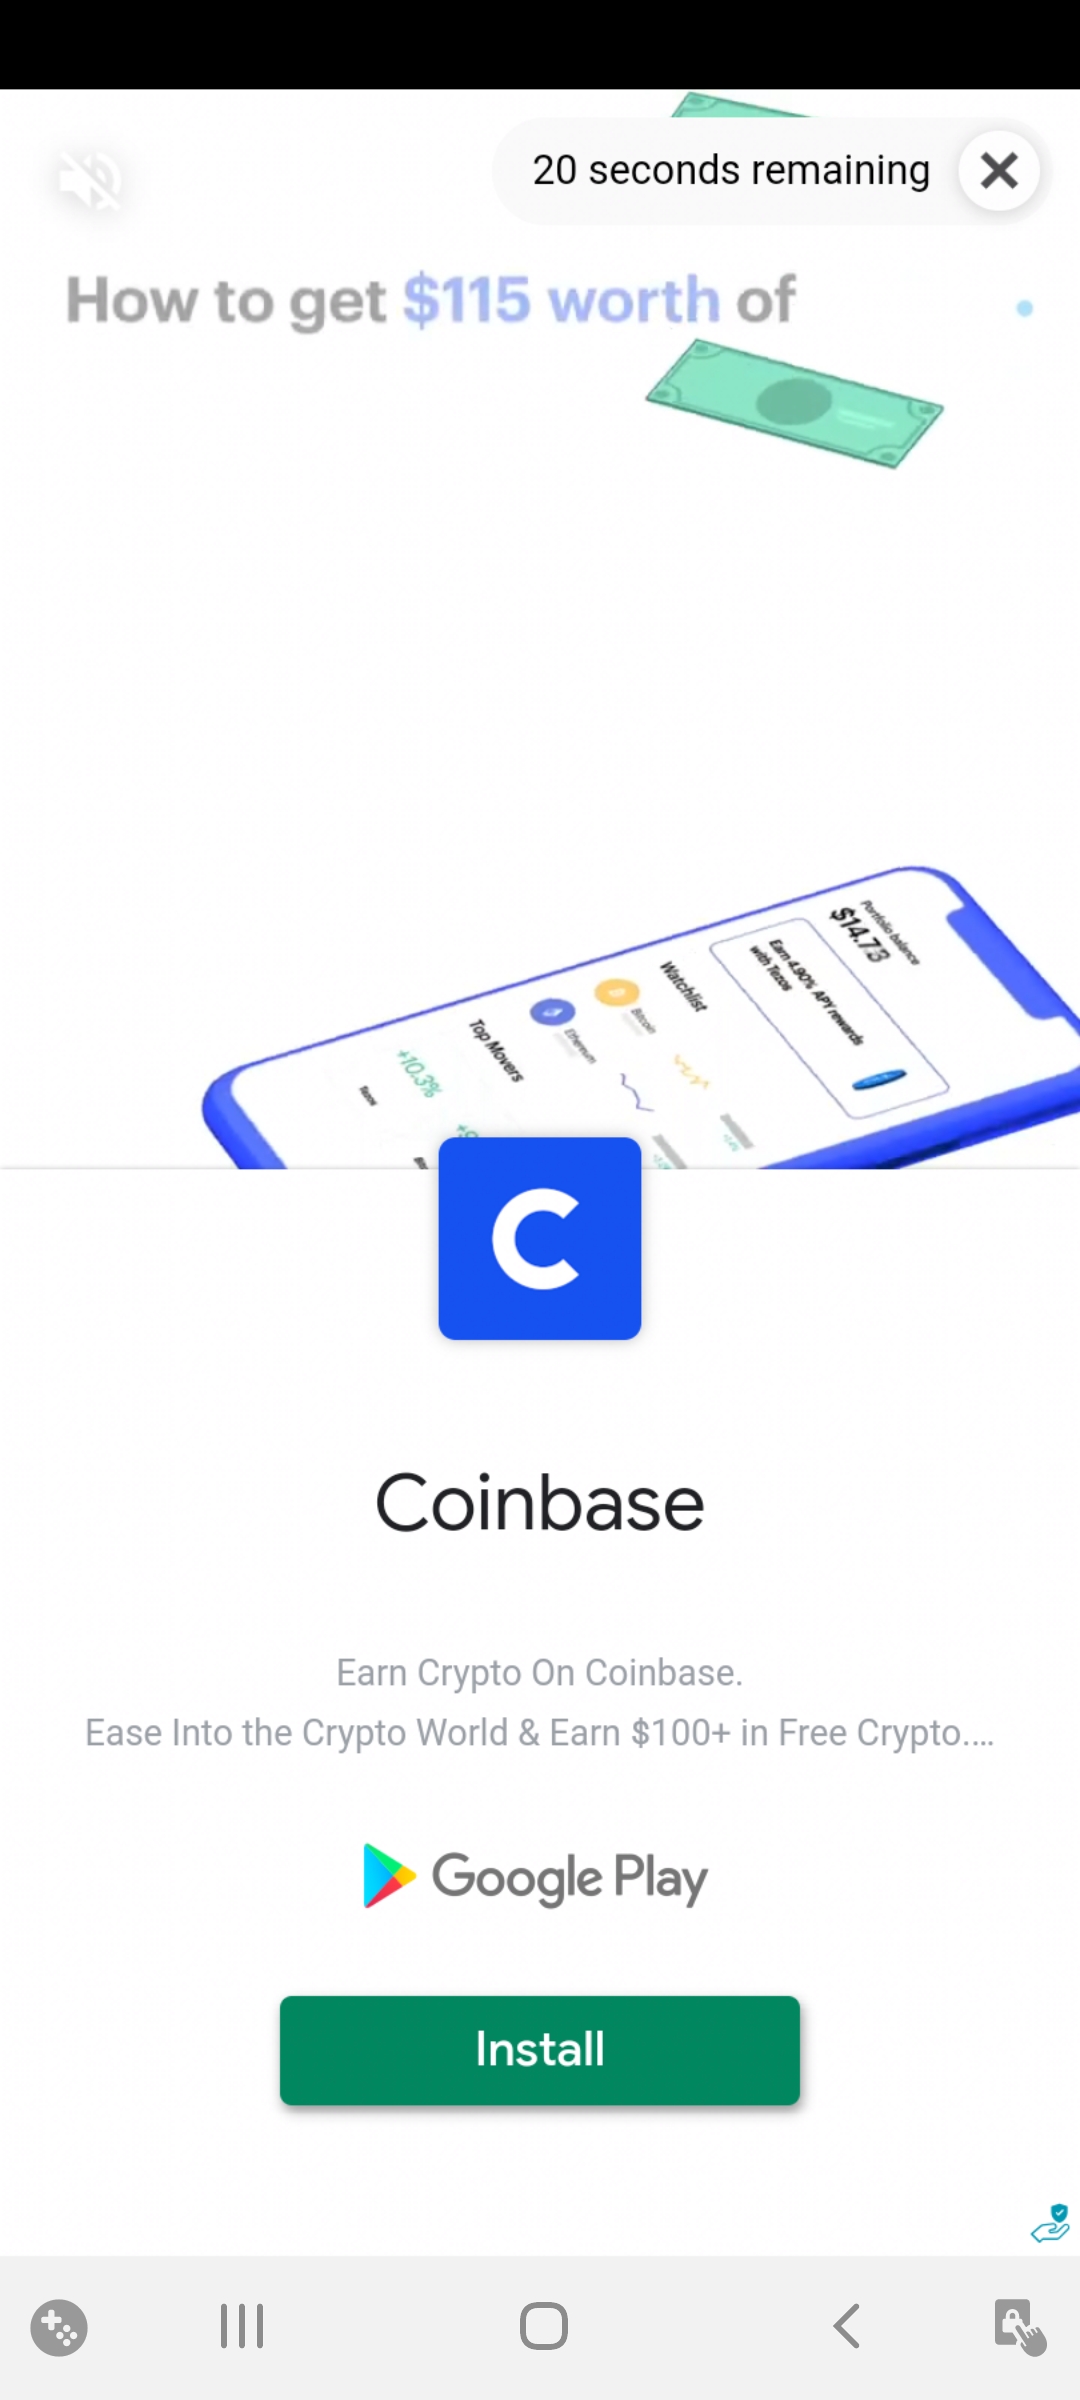 20 seconds remaining
How to get $115 worth of
Portfolio balance
$14.73
Earn 4.90% APY rewards
with Tezos
Watchlist
Bitcoin
Ethereum
Top Movers
+10.3%
Tezos
C
Coinbase
Earn Crypto On Coinbase.
Ease Into the Crypto World & Earn $100+ in Free Crypto....
Google Play
Install